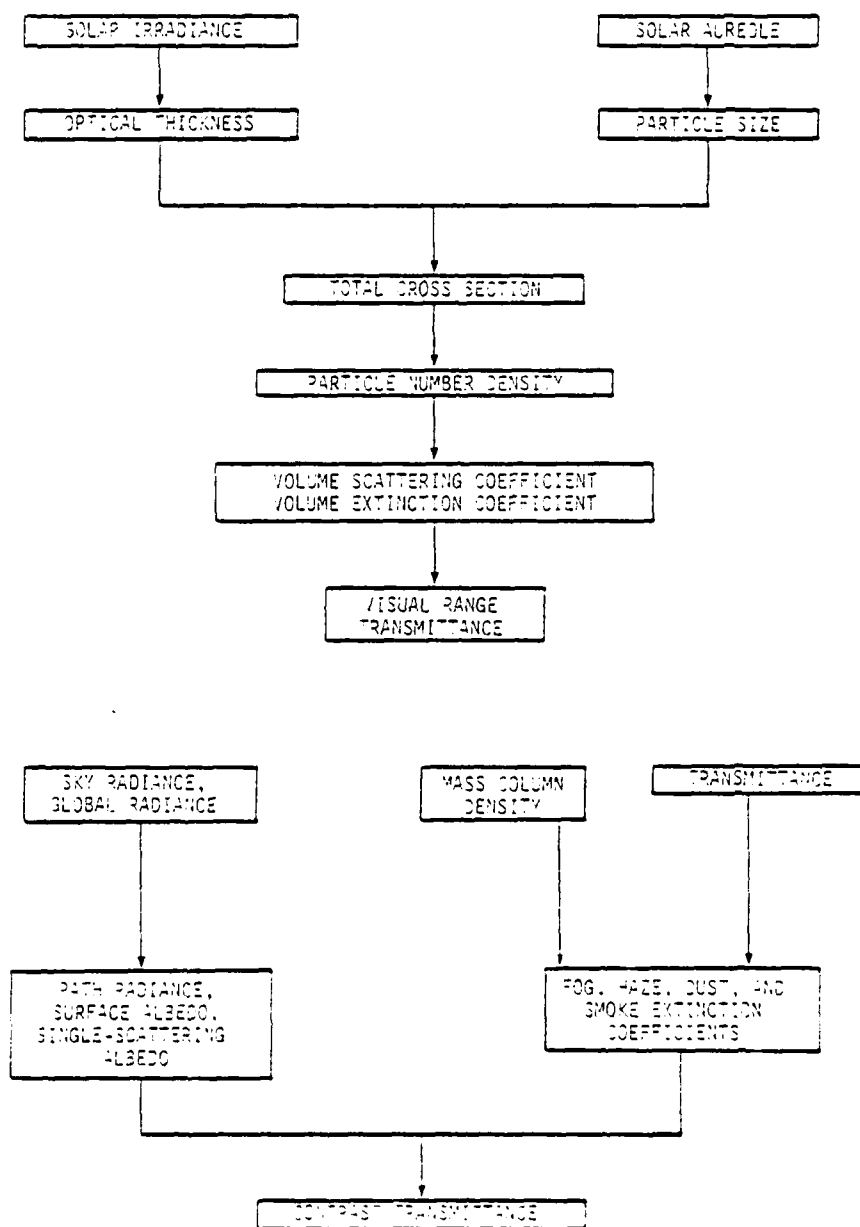 SOLAR IRRADIANCE
SOLAR AUREOLE
OPTICAL THICKNESS
PARTICLE SIZE
TOTAL CROSS SECTION
PARTICLE NUMBER DENSITY
VOLUME SCATTERING COEFFICIENT
VOLUME EXTINCTION COEFFICIENT
VISUAL RANGE
TRANSMITTANCE
SKY RADIANCE,
GLOBAL RADIANCE
MASS COLUMN
DENSITY
TRANSMITTANCE
PATH RADIANCE,
SURFACE ALBEDO,
SINGLE-SCATTERING
ALBEDO
FOG, HAZE, DUST, AND
SMOKE EXTINCTION
COEFFICIENTS
CONTRAST TRANSMITTANCE